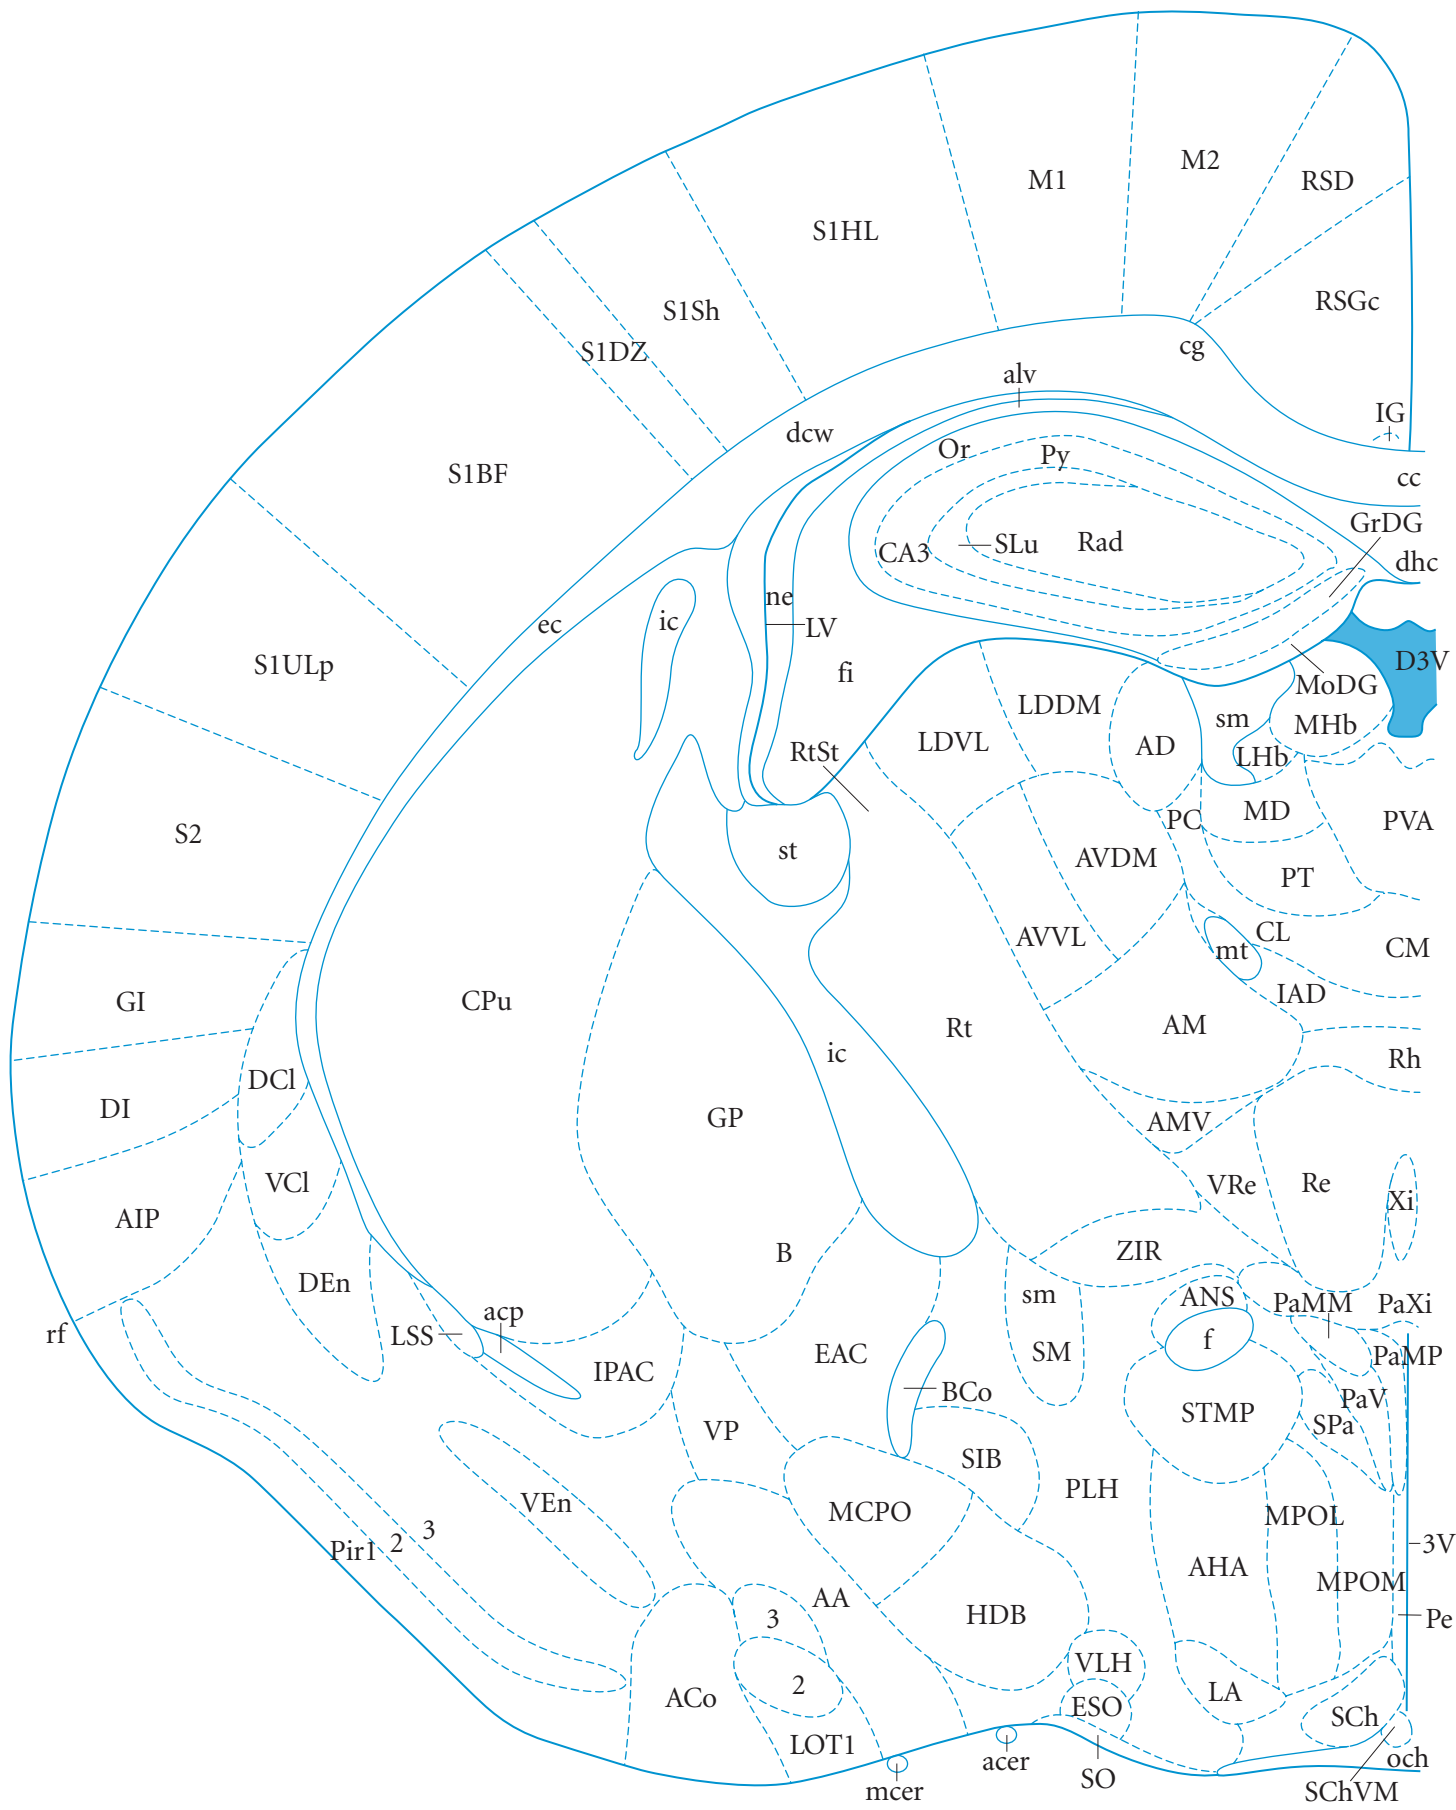 M2
M1
RSD
S1HL
RSGc
S1Sh
cg
S1DZ
alv
IG
dcw
Or
Py
S1BF
cc
GrDG
SLu
Rad
CA3
dhc
ne
ic
ec
LV
D3V
S1ULp
fi
MoDG
LDDM
sm
MHb
LDVL
AD
RtSt
LHb
MD
PC
PVA
S2
st
AVDM
PT
CL
AVVL
mt
CM
IAD
GI
CPu
AM
Rt
ic
Rh
DCl
DI
GP
AMV
VCl
VRe
Re
Xi
AIP
B
ZIR
DEn
sm
ANS
PaMM
PaXi
acp
rf
LSS
f
EAC
SM
PaMP
IPAC
BCo
PaV
STMP
SPa
VP
SIB
PLH
VEn
MCPO
MPOL
3
2
Pir1
3V
AHA
MPOM
AA
3
HDB
Pe
VLH
2
LA
ACo
ESO
SCh
LOT1
acer
och
SO
mcer
SChVM